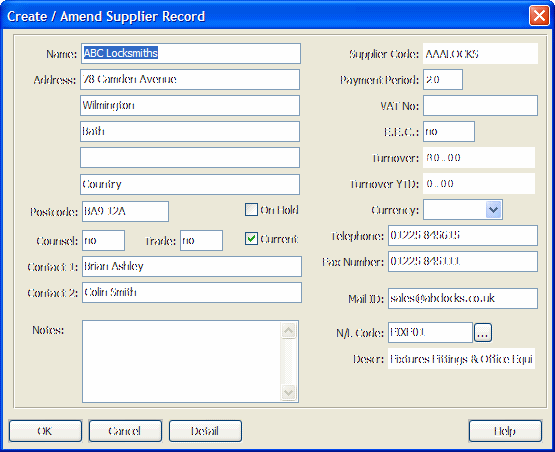 Create / Amend Supplier Record
Name: ABC Locksmiths
Address: 78 Camden Avenue
Wilmington
Bath
Country
Postcode: BA9 12A
On Hold
Counsel: no
Trade: no
Current
Contact 1: Brian Ashley
Contact 2: Colin Smith
Notes:
Supplier Code: AAALOCKS
Payment Period: 20
VAT No:
E.E.C.: no
Turnover:
Turnover YTD: 0.00
Currency:
Telephone: 01225 845615
Fax Number: 01225 845111
Mail ID: sales@abclocks.co.uk
N/L Code: FIXF01 ...
Descr: Fixtures Fittings & Office Equi
OK
Cancel
Detail
Help